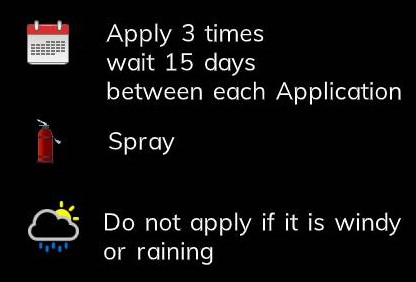 Apply 3 times
wait 15 days
between each Application
Spray
Do not apply if it is windy
or raining